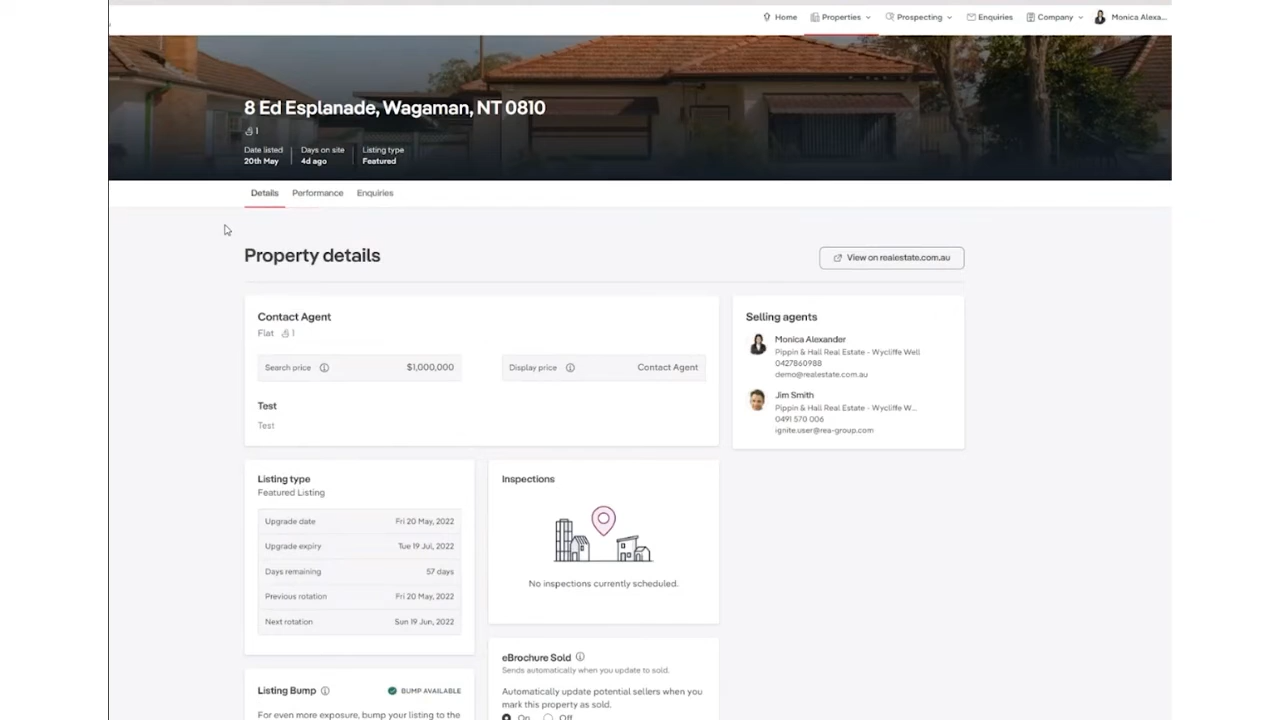 Home Properties Prospecting Enquiries Company Monica Alexa...
8 Ed Esplanade, Wagaman, NT 0810
1
Date listed Days on site Listing type
20th May 4d ago Featured
Details Performance Enquiries
Property details
View on realestate.com.au
Contact Agent
Flat 1
Search price $1,000,000 Display price Contact Agent
Test
Test
Selling agents
Monica Alexander
Pippin & Hall Real Estate - Wycliffe Well
0427860988
demo@realestate.com.au
Jim Smith
Pippin & Hall Real Estate - Wycliffe W...
0491 570 006
ignite.user@rea-group.com
Listing type
Featured Listing
Upgrade date Fri 20 May, 2022
Upgrade expiry Tue 19 Jul, 2022
Days remaining 57 days
Previous rotation Fri 20 May, 2022
Next rotation Sun 19 Jun, 2022
Inspections
No inspections currently scheduled.
Listing Bump BUMP AVAILABLE
For even more exposure, bump your listing to the
eBrochure Sold
Sends automatically when you update to sold.
Automatically update potential sellers when you
mark this property as sold.
On Off